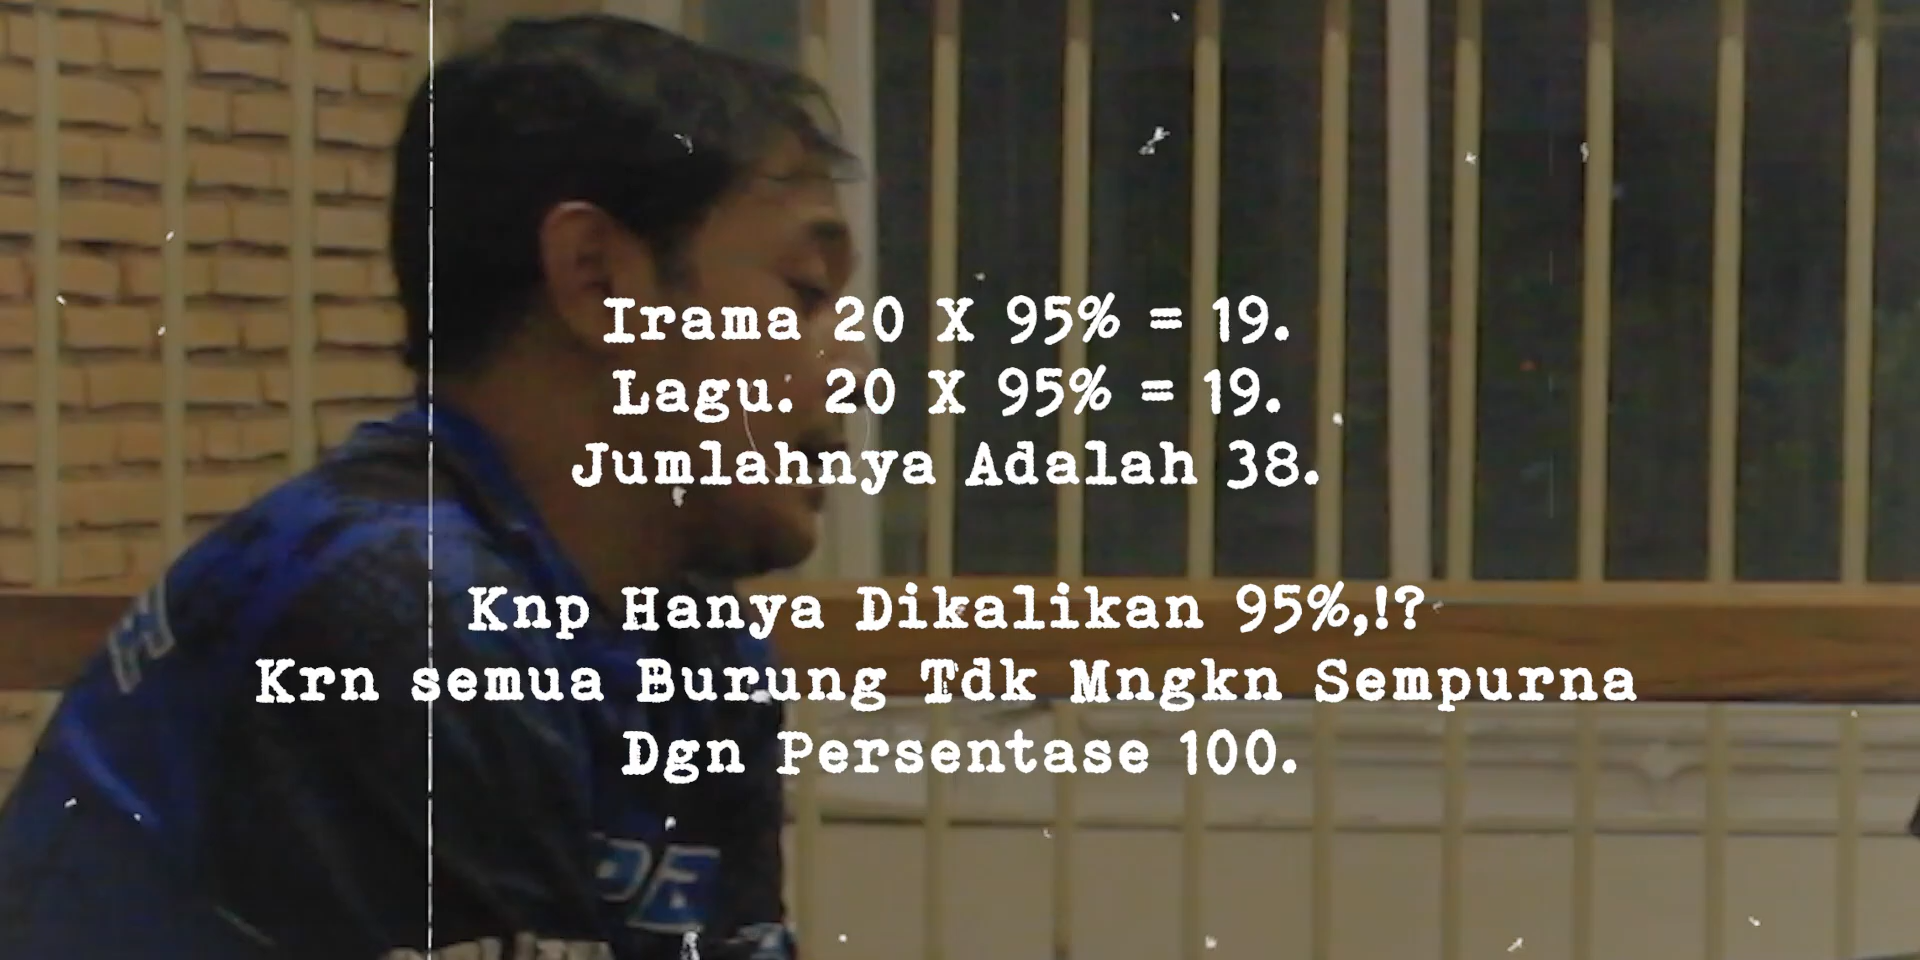 Irama 20 X 95% = 19.
Lagu. 20 X 95% = 19.
Jumlahnya Adalah 38.
Knp Hanya Dikalikan 95%,!?
Krn semua Burung Tdk Mngkn Sempurna
Dgn Persentase 100.